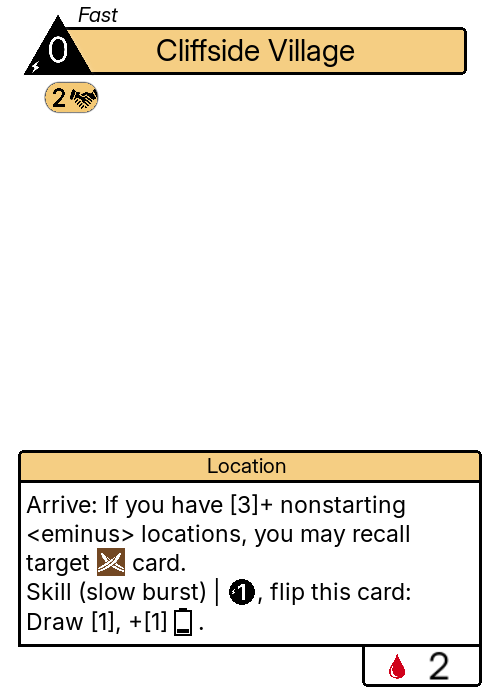 Fast
0 Cliffside Village
2
Location
Arrive: If you have [3]+ nonstarting
<eminus> locations, you may recall
target card.
Skill (slow burst) | 1, flip this card:
Draw [1], +[1] .
2